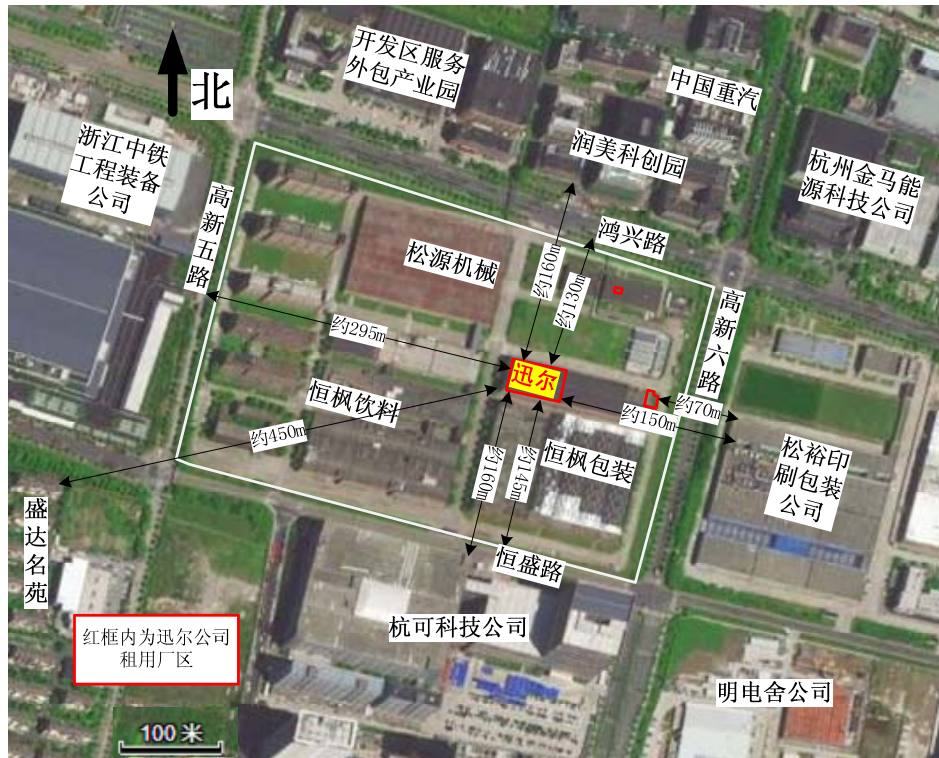 北
开发区服务
外包产业园
中国重汽
浙江中铁
工程装备
公司
润美科创园
杭州金马能
源科技公司
高新五路
松源机械
鸿兴路
约160m
约130m
高新六路
约295m
迅尔
恒枫饮料
约70m
约150m
约450m
恒枫包装
约160m
约145m
松裕印
刷包装
公司
盛达名苑
恒盛路
杭可科技公司
红框内为迅尔公司
租用厂区
明电舍公司
100 米